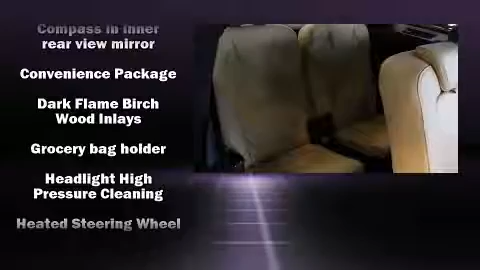 Compass in inner
rear view mirror
Convenience Package
Dark Flame Birch
Wood Inlays
Grocery bag holder
Headlight High
Pressure Cleaning
Heated Steering Wheel